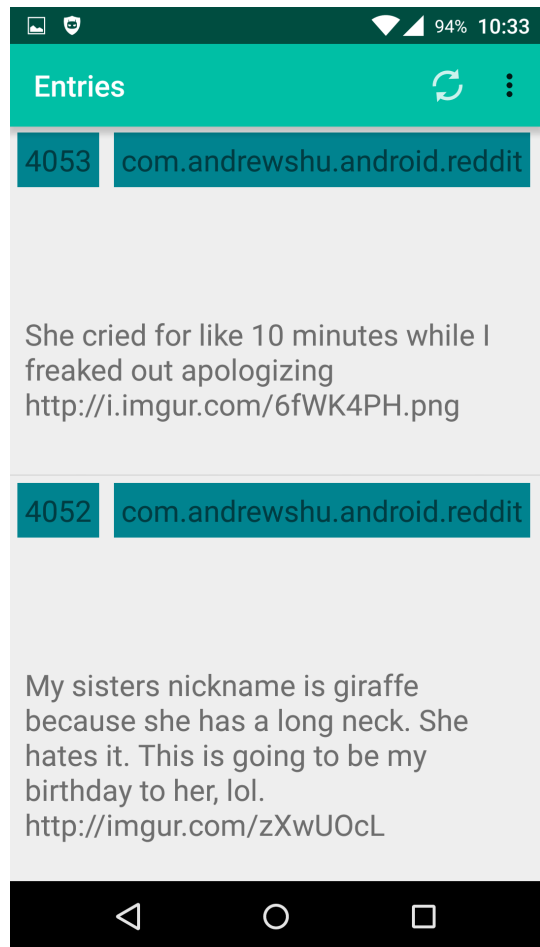 94% 10:33
Entries
4053 com.andrewshu.android.reddit
She cried for like 10 minutes while I
freaked out apologizing
http://i.imgur.com/6fWK4PH.png
4052 com.andrewshu.android.reddit
My sisters nickname is giraffe
because she has a long neck. She
hates it. This is going to be my
birthday to her, lol.
http://imgur.com/zXwUOcL